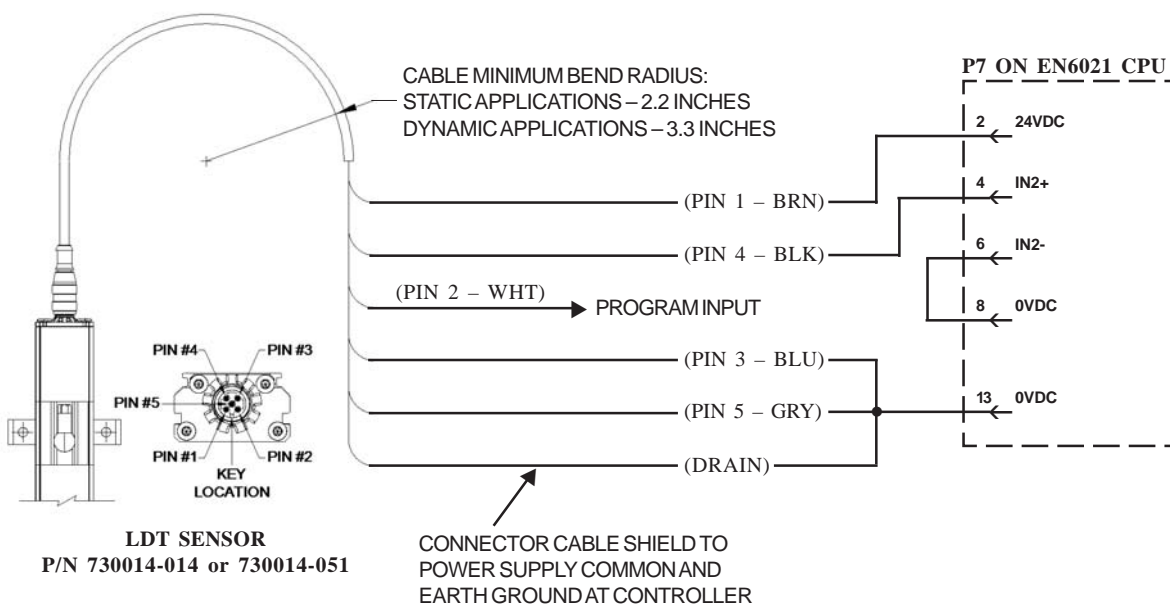 CABLE MINIMUM BEND RADIUS:
STATIC APPLICATIONS – 2.2 INCHES
DYNAMIC APPLICATIONS – 3.3 INCHES
P7 ON EN6021 CPU
2 24VDC
4 IN2+
6 IN2-
8 0VDC
13 0VDC
(PIN 1 – BRN)
(PIN 4 – BLK)
(PIN 2 – WHT)
PROGRAM INPUT
(PIN 3 – BLU)
(PIN 5 – GRY)
(DRAIN)
PIN #4
PIN #3
PIN #5
PIN #1
PIN #2
KEY
LOCATION
LDT SENSOR
P/N 730014-014 or 730014-051
CONNECTOR CABLE SHIELD TO
POWER SUPPLY COMMON AND
EARTH GROUND AT CONTROLLER